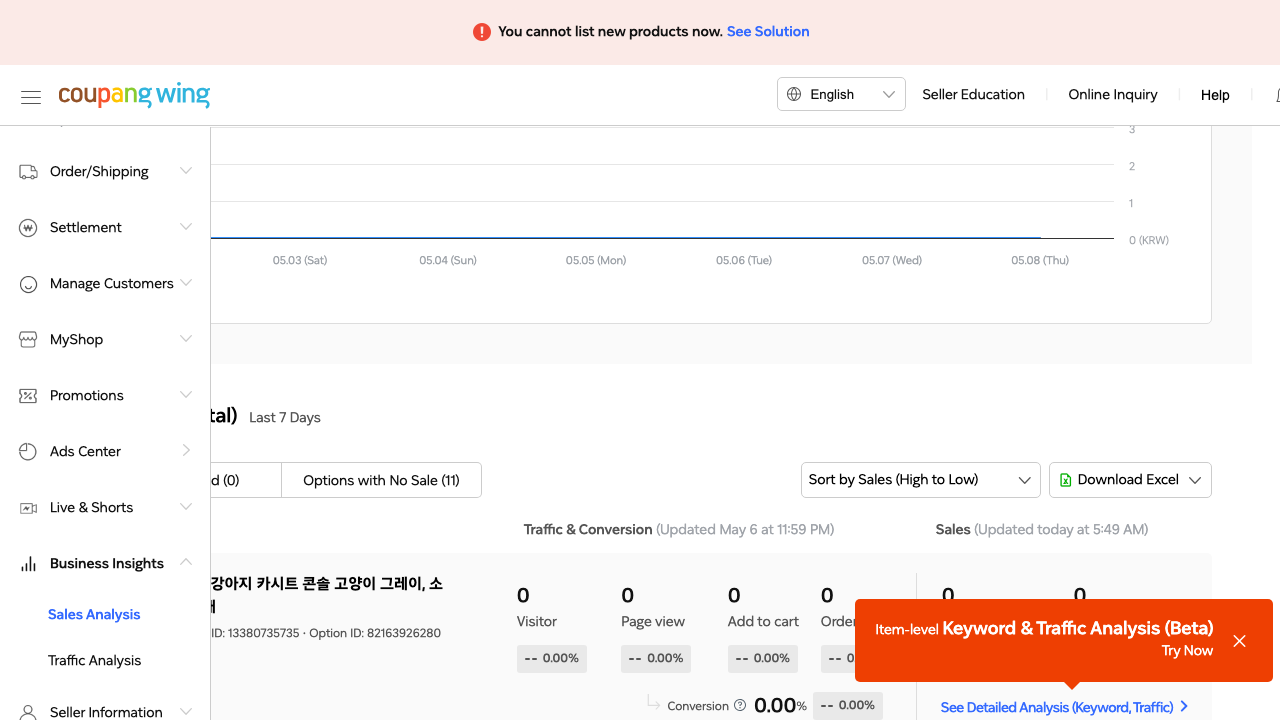 You cannot list new products now. See Solution
coupang wing
English
Seller Education
Online Inquiry
Help
Order/Shipping
Settlement
Manage Customers
MyShop
Promotions
Ads Center
Live & Shorts
Business Insights
Sales Analysis
Traffic Analysis
Seller Information
3
2
1
0 (KRW)
05.03 (Sat) 05.04 (Sun) 05.05 (Mon) 05.06 (Tue) 05.07 (Wed) 05.08 (Thu)
tal) Last 7 Days
d (0) Options with No Sale (11)
Sort by Sales (High to Low) Download Excel
Traffic & Conversion (Updated May 6 at 11:59 PM) Sales (Updated today at 5:49 AM)
강아지 카시트 콘솔 고양이 그레이, 소
ID: 13380735735 · Option ID: 82163926280
0 0 0 0 0 0
Visitor Page view Add to cart Order
-- 0.00% -- 0.00% -- 0.00% -- 0.
Conversion 0.00% -- 0.00%
Item-level Keyword & Traffic Analysis (Beta)
Try Now
See Detailed Analysis (Keyword, Traffic)